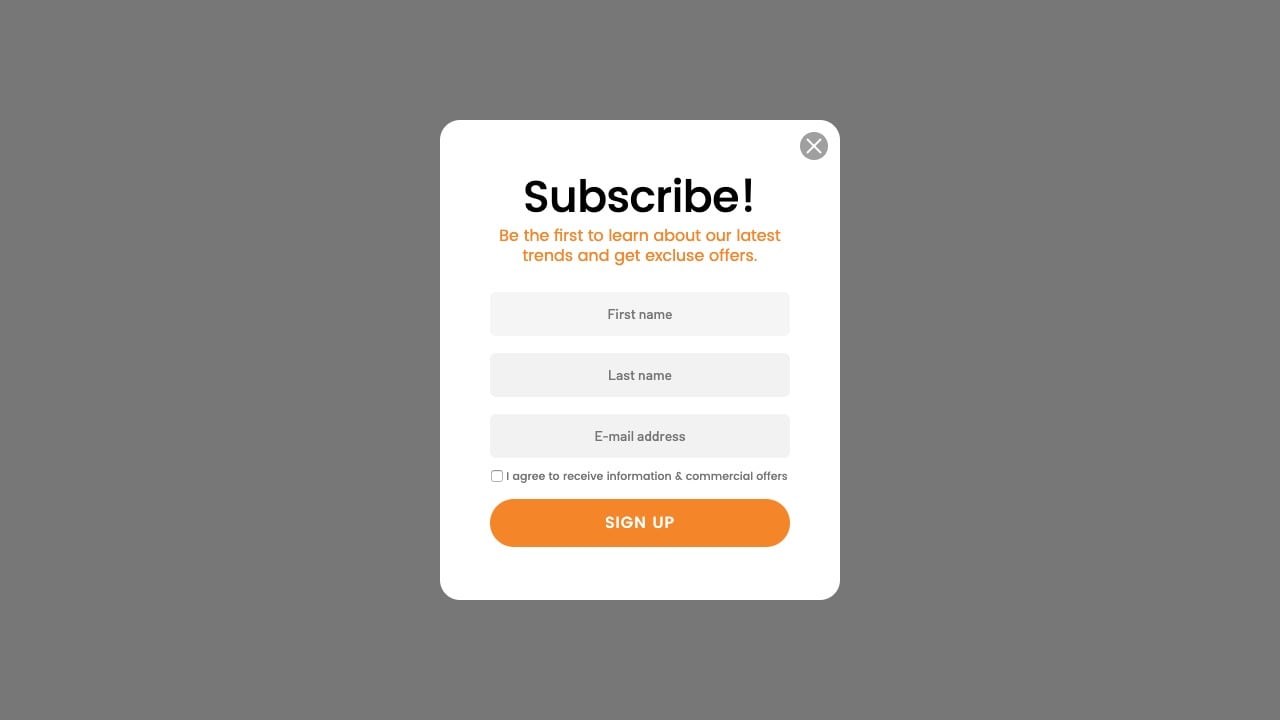 Subscribe!
Be the first to learn about our latest
trends and get excluse offers.
First name
Last name
E-mail address
I agree to receive information & commercial offers
SIGN UP